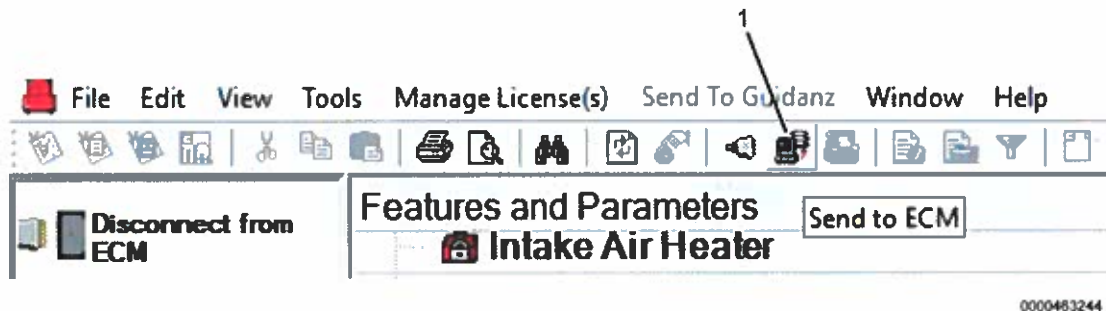 1
File Edit View Tools Manage License(s) Send To Guidanz Window Help
Disconnect from
ECM
Features and Parameters
Send to ECM
Intake Air Heater
0000463244